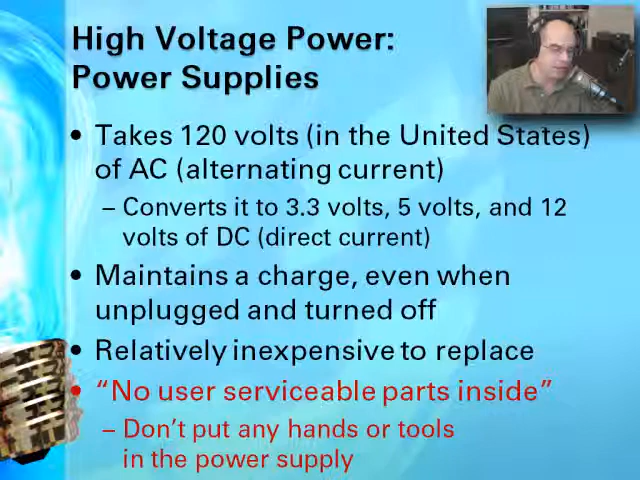 High Voltage Power:
Power Supplies
• Takes 120 volts (in the United States)
of AC (alternating current)
– Converts it to 3.3 volts, 5 volts, and 12
volts of DC (direct current)
• Maintains a charge, even when
unplugged and turned off
• Relatively inexpensive to replace
• “No user serviceable parts inside”
– Don’t put any hands or tools
in the power supply